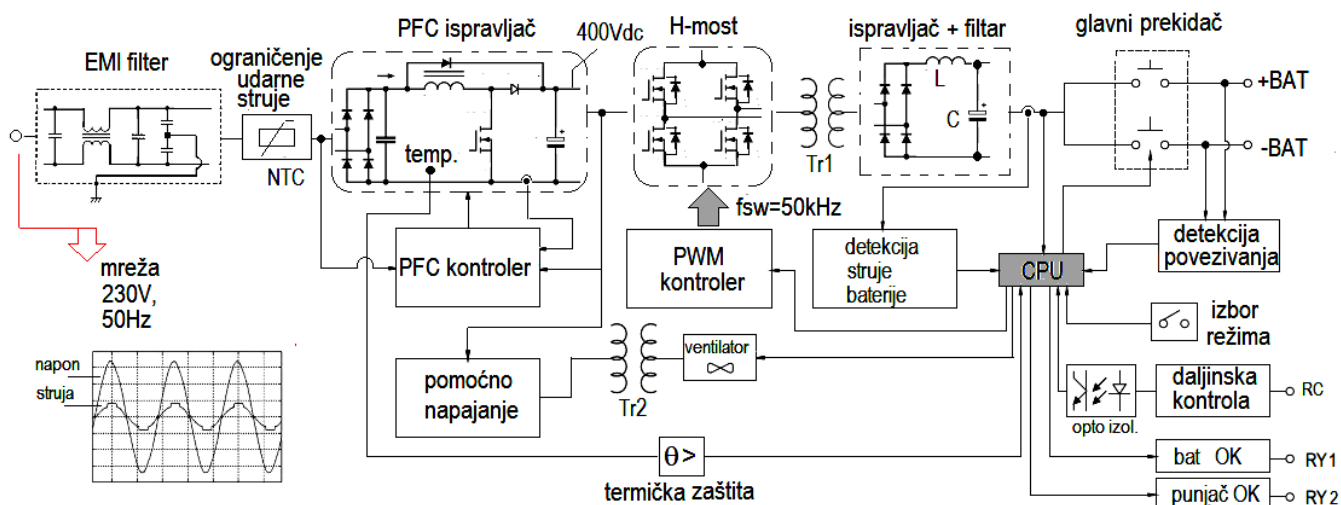 EMI filter
ograničenje
udarne
struje
NTC
PFC ispravljač
400Vdc
temp.
H-most
Tr1
ispravljač + filtar
L
C
glavni prekidač
+BAT
-BAT
fsw=50kHz
PFC kontroler
PWM
kontroler
detekcija
struje
baterije
CPU
detekcija
povezivanja
izbor
režima
mreža
230V,
50Hz
napon
struja
pomoćno
napajanje
Tr2
ventilator
opto izol.
daljinska
kontrola
RC
bat OK
RY1
punjač OK
RY2
θ>
termička zaštita